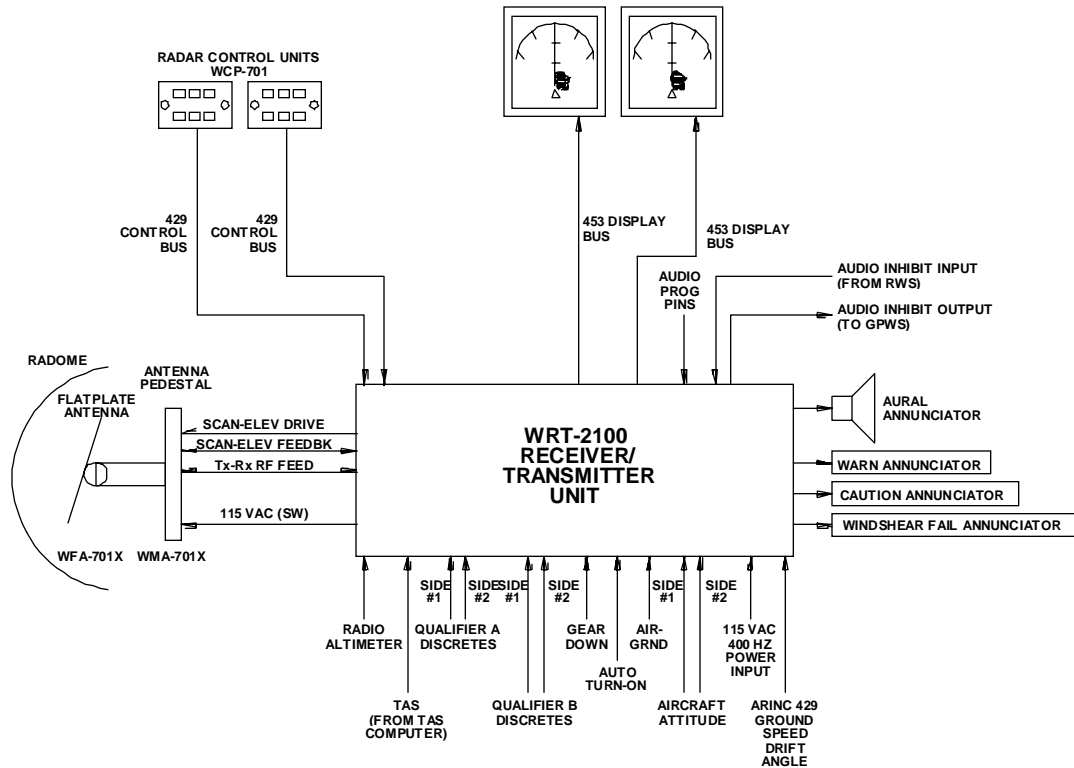 RADAR CONTROL UNITS
WCP-701
429
CONTROL
BUS
429
CONTROL
BUS
453 DISPLAY
BUS
453 DISPLAY
BUS
AUDIO
PROG
PINS
AUDIO INHIBIT INPUT
(FROM RWS)
AUDIO INHIBIT OUTPUT
(TO GPWS)
RADOME
ANTENNA
PEDESTAL
FLATPLATE
ANTENNA
SCAN-ELEV DRIVE
SCAN-ELEV FEEDBK
Tx-Rx RF FEED
115 VAC (SW)
WFA-701X
WMA-701X
WRT-2100
RECEIVER/
TRANSMITTER
UNIT
AURAL
ANNUNCIATOR
WARN ANNUNCIATOR
CAUTION ANNUNCIATOR
WINDSHEAR FAIL ANNUNCIATOR
SIDE
#1
SIDE
#2
SIDE
#1
SIDE
#2
SIDE
#1
SIDE
#2
RADIO
ALTIMETER
QUALIFIER A
DISCRETES
GEAR
DOWN
AIR-
GRND
115 VAC
400 HZ
POWER
INPUT
AUTO
TURN-ON
TAS
(FROM TAS
COMPUTER)
QUALIFIER B
DISCRETES
AIRCRAFT
ATTITUDE
ARINC 429
GROUND
SPEED
DRIFT
ANGLE